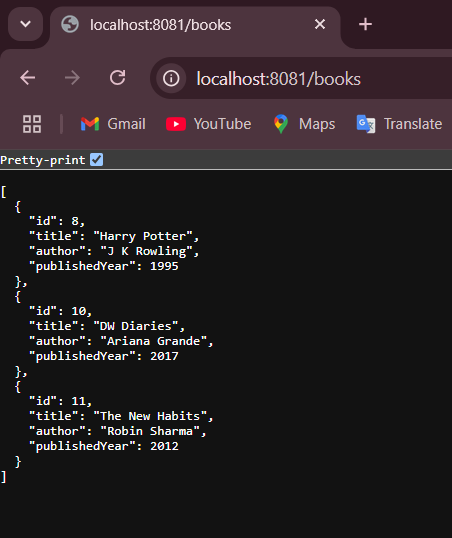 localhost:8081/books
localhost:8081/books
Gmail YouTube Maps Translate
Pretty-print
[
  {
    "id": 8,
    "title": "Harry Potter",
    "author": "J K Rowling",
    "publishedYear": 1995
  },
  {
    "id": 10,
    "title": "DW Diaries",
    "author": "Ariana Grande",
    "publishedYear": 2017
  },
  {
    "id": 11,
    "title": "The New Habits",
    "author": "Robin Sharma",
    "publishedYear": 2012
  }
]